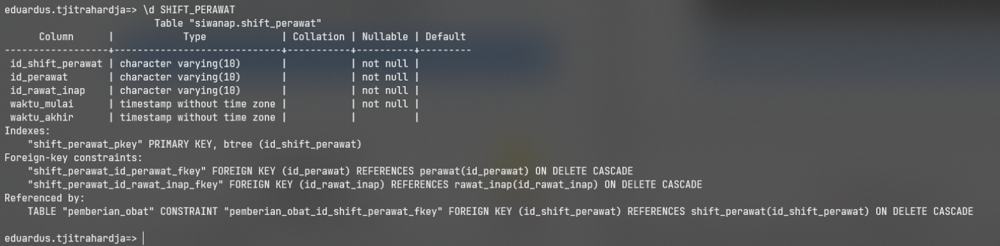 eduardus.tjitrahardja=> \d SHIFT_PERAWAT
                          Table "siwanap.shift_perawat"
      Column      |            Type             | Collation | Nullable | Default
------------------+-----------------------------+-----------+----------+---------
 id_shift_perawat | character varying(10)       |           | not null |
 id_perawat       | character varying(10)       |           | not null |
 id_rawat_inap    | character varying(10)       |           | not null |
 waktu_mulai      | timestamp without time zone |           | not null |
 waktu_akhir      | timestamp without time zone |           |          |
Indexes:
    "shift_perawat_pkey" PRIMARY KEY, btree (id_shift_perawat)
Foreign-key constraints:
    "shift_perawat_id_perawat_fkey" FOREIGN KEY (id_perawat) REFERENCES perawat(id_perawat) ON DELETE CASCADE
    "shift_perawat_id_rawat_inap_fkey" FOREIGN KEY (id_rawat_inap) REFERENCES rawat_inap(id_rawat_inap) ON DELETE CASCADE
Referenced by:
    TABLE "pemberian_obat" CONSTRAINT "pemberian_obat_id_shift_perawat_fkey" FOREIGN KEY (id_shift_perawat) REFERENCES shift_perawat(id_shift_perawat) ON DELETE CASCADE

eduardus.tjitrahardja=>